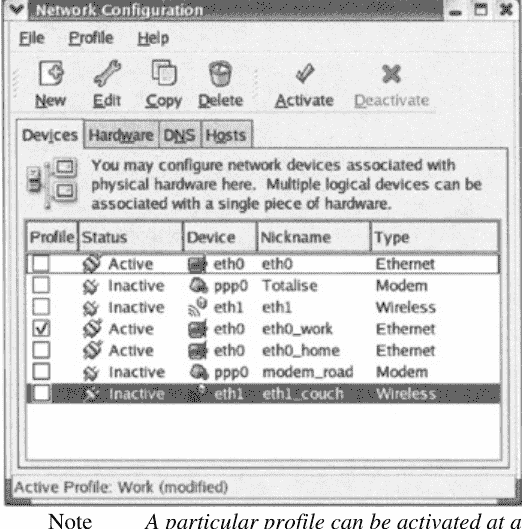 Network Configuration
File Profile Help
New Edit Copy Delete Activate Deactivate
Devices Hardware DNS Hosts
You may configure network devices associated with
physical hardware here. Multiple logical devices can be
associated with a single piece of hardware.
Profile Status Device Nickname Type
Active eth0 eth0 Ethernet
Inactive ppp0 Totalise Modem
Inactive eth1 eth1 Wireless
Active eth0 eth0_work Ethernet
Active eth0 eth0_home Ethernet
Inactive ppp0 modem_road Modem
Inactive eth1 eth1_couch Wireless
Active Profile: Work (modified)
Note A particular profile can be activated at a